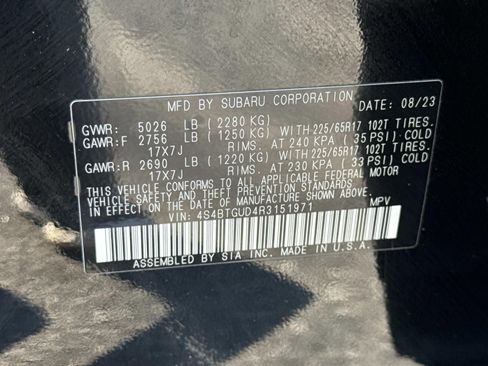 MFD BY SUBARU CORPORATION DATE: 08/23
GVWR: 5026 LB (2280 KG)
GAWR:F 2756 LB (1250 KG) WITH 225/65R17 102T TIRES,
17X7J RIMS, AT 240 KPA (35 PSI) COLD
GAWR:R 2690 LB (1220 KG) WITH 225/65R17 102T TIRES,
17X7J RIMS, AT 230 KPA (33 PSI) COLD
THIS VEHICLE CONFORMS TO ALL APPLICABLE FEDERAL MOTOR
VEHICLE SAFETY AND THEFT PREVENTION STANDARDS
IN EFFECT ON THE DATE OF MANUFACTURE SHOWN ABOVE.
VIN: 4S4BTGUD4R3151971 MPV
ASSEMBLED BY SIA INC. MADE IN U.S.A.